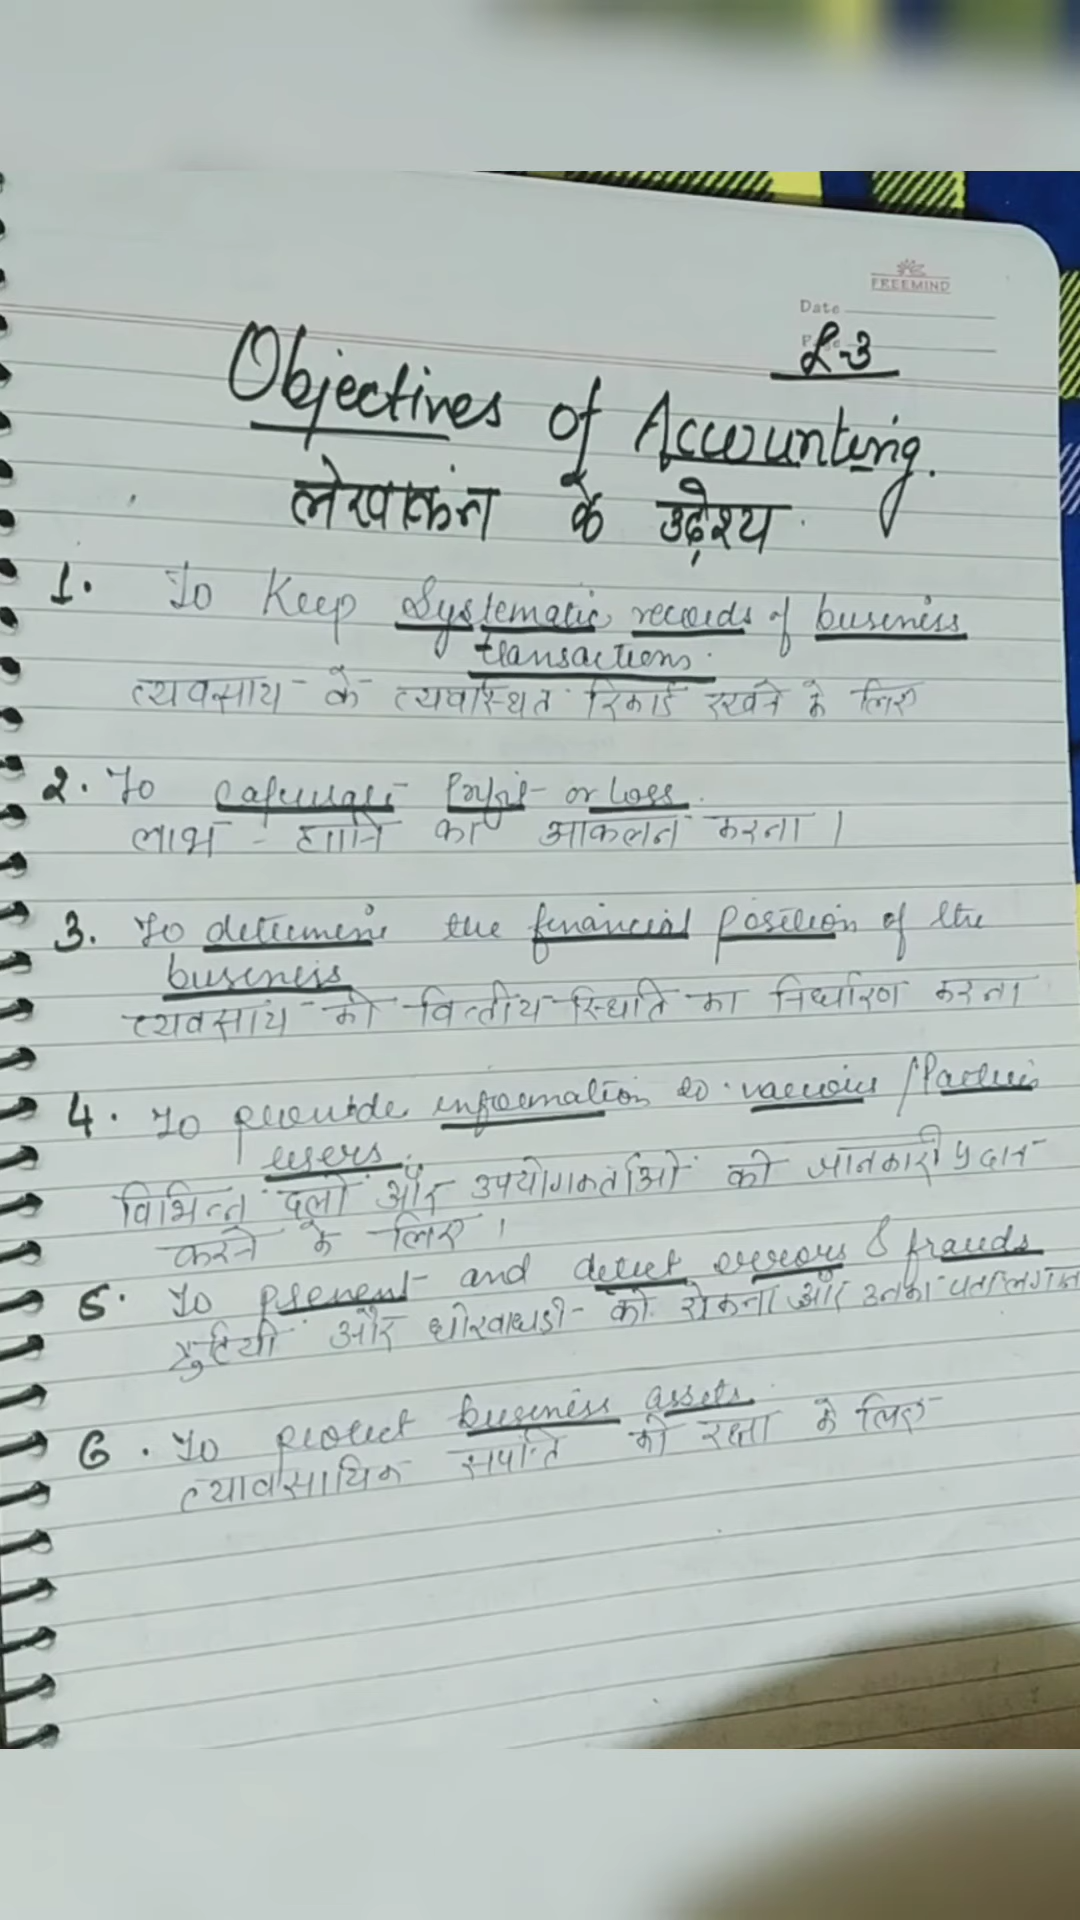 FREEMIND
Date
L-3
Objectives of Accounting.
लेखांकन के उद्देश्य.
1. To Keep Systematic records of business
transactions.
व्यवसाय के व्यवस्थित रिकार्ड रखने के लिए
2. To Calculate Profit or Loss.
लाभ - हानि का आकलन करना ।
3. To determine the financial position of the
business
व्यवसाय की वित्तीय स्थिति का निर्धारण करना
4. To provide information to various / Parties
users.
विभिन्न दलों और उपयोगकर्ताओं को जानकारी प्रदान
करने के लिए ।
5. To prevent and detect errors & frauds
त्रुटियों और धोखाधड़ी को रोकना और उनका पता लगाना
6. To protect business assets.
व्यावसायिक संपत्ति की रक्षा के लिए